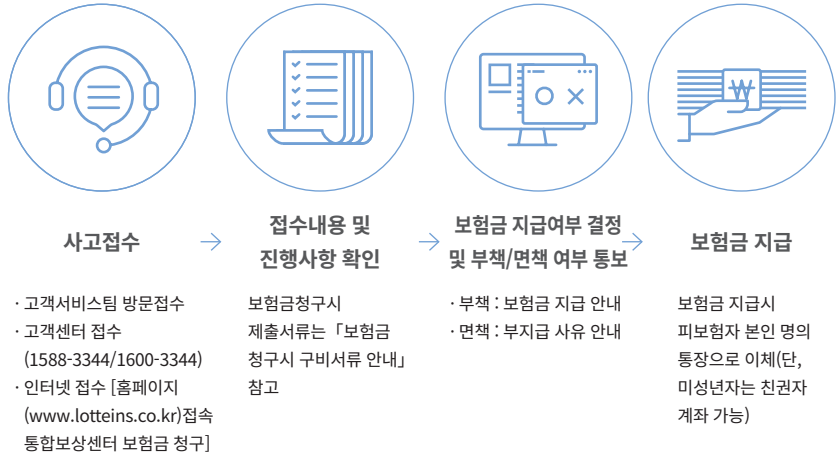 사고접수
· 고객서비스팀 방문접수
· 고객센터 접수
(1588-3344/1600-3344)
· 인터넷 접수 [홈페이지
(www.lotteins.co.kr)접속
통합보상센터 보험금 청구]
→
접수내용 및
진행사항 확인
보험금청구시
제출서류는「보험금
청구시 구비서류 안내」
참고
→
보험금 지급여부 결정
및 부책/면책 여부 통보
· 부책 : 보험금 지급 안내
· 면책 : 부지급 사유 안내
→
보험금 지급
보험금 지급시
피보험자 본인 명의
통장으로 이체(단,
미성년자는 친권자
계좌 가능)